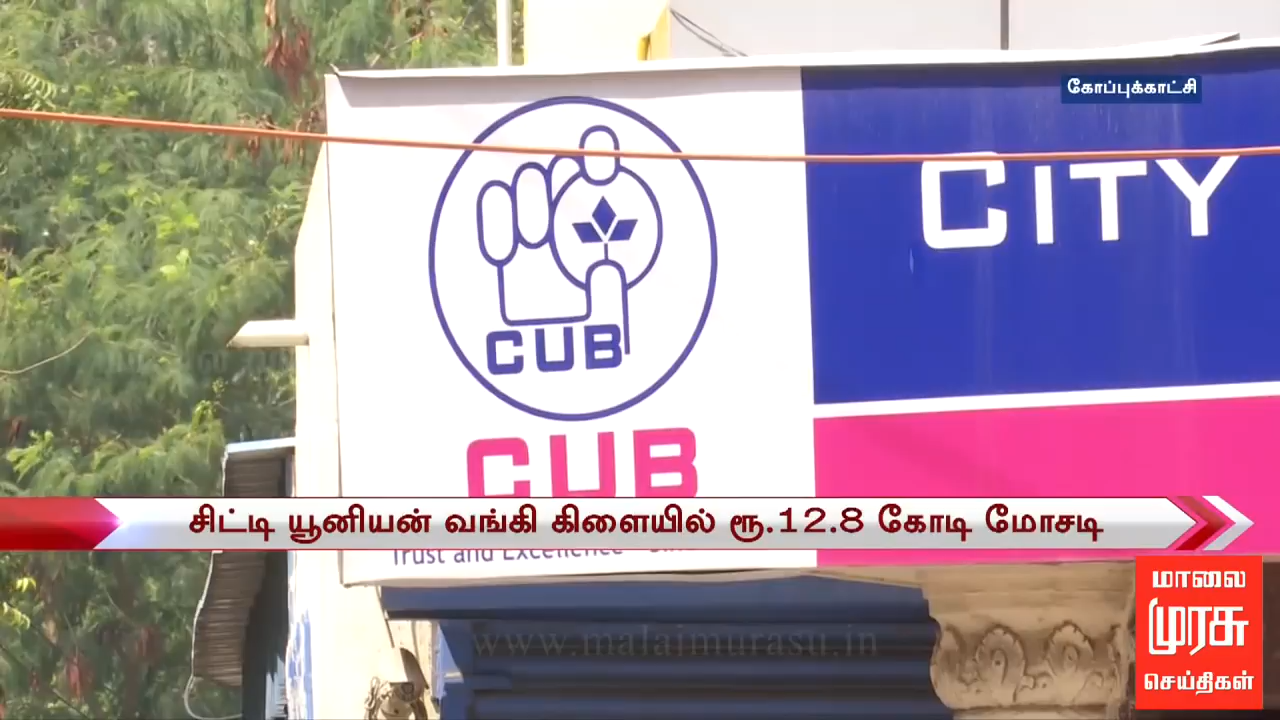 கோப்புக்காட்சி
CITY
CUB
CUB
சிட்டி யூனியன் வங்கி கிளையில் ரூ.12.8 கோடி மோசடி
Trust and Excellence
மாலை
முரசு
செய்திகள்
www.malaimurasu.in